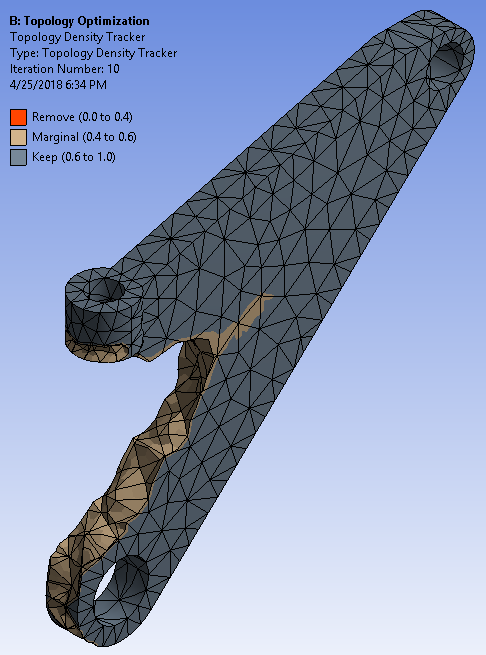 B: Topology Optimization
Topology Density Tracker
Type: Topology Density Tracker
Iteration Number: 10
4/25/2018 6:34 PM
Remove (0.0 to 0.4)
Marginal (0.4 to 0.6)
Keep (0.6 to 1.0)